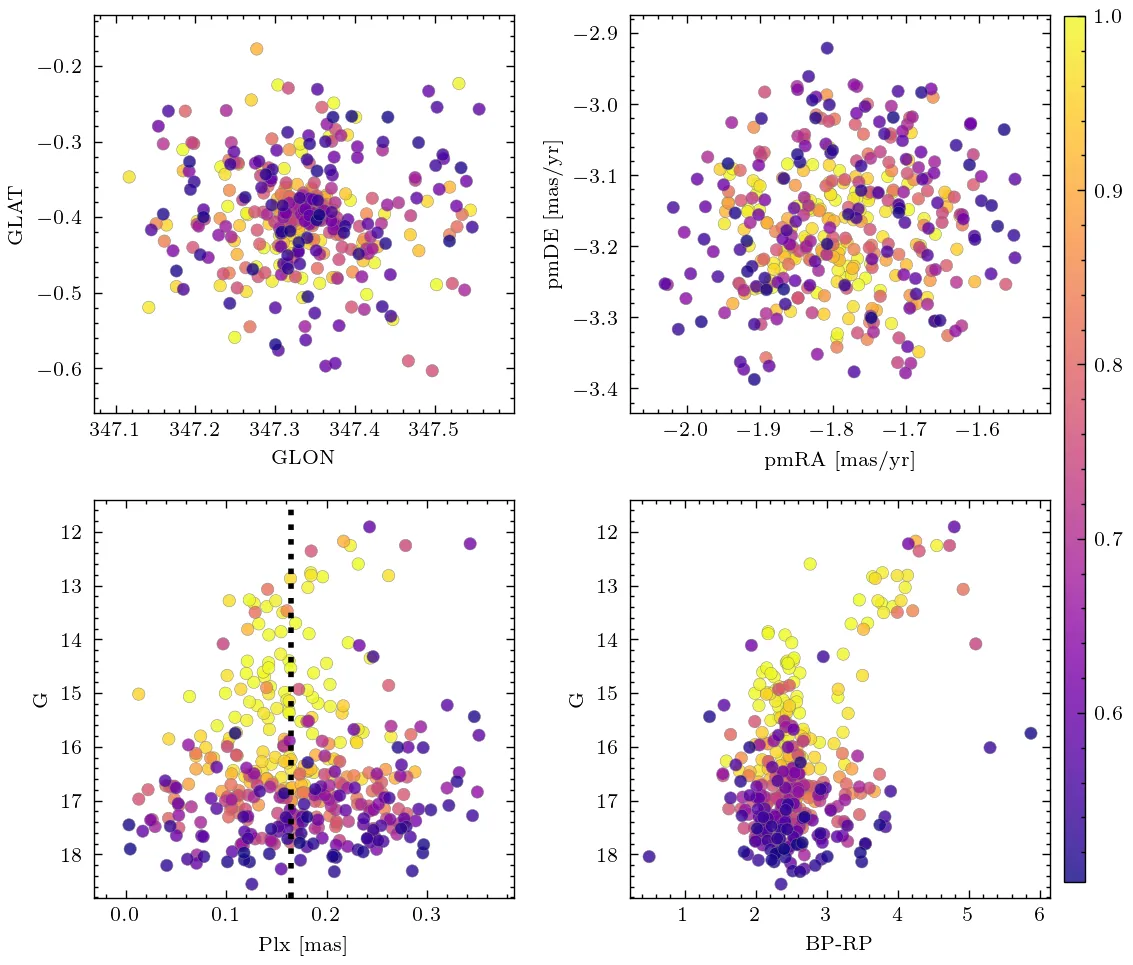 −0.2
−0.3
−0.4
−0.5
−0.6
GLAT
347.1 347.2 347.3 347.4 347.5
GLON
−2.9
−3.0
−3.1
−3.2
−3.3
−3.4
pmDE [mas/yr]
−2.0 −1.9 −1.8 −1.7 −1.6
pmRA [mas/yr]
1.0
0.9
0.8
0.7
0.6
12
13
14
15
16
17
18
G
0.0 0.1 0.2 0.3
Plx [mas]
12
13
14
15
16
17
18
G
1 2 3 4 5 6
BP-RP